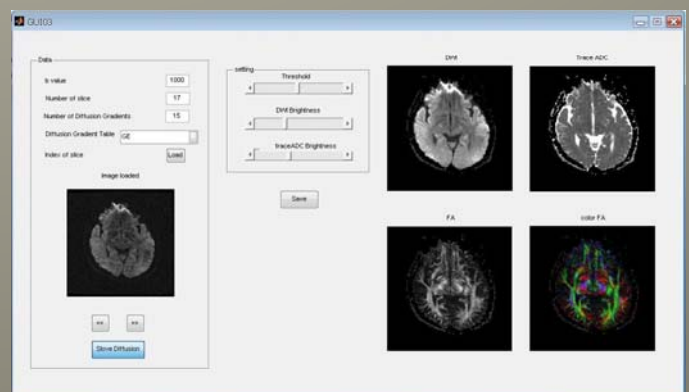 GUI03
Data
b value 1000
Number of slice 17
Number of Diffusion Gradients 15
Diffusion Gradient Table GE
Index of slice Load
image loaded
<< >>
Slove Diffusion
setting
Threshold
DWI Brightness
traceADC Brightness
Save
DWI
Trace ADC
FA
color FA